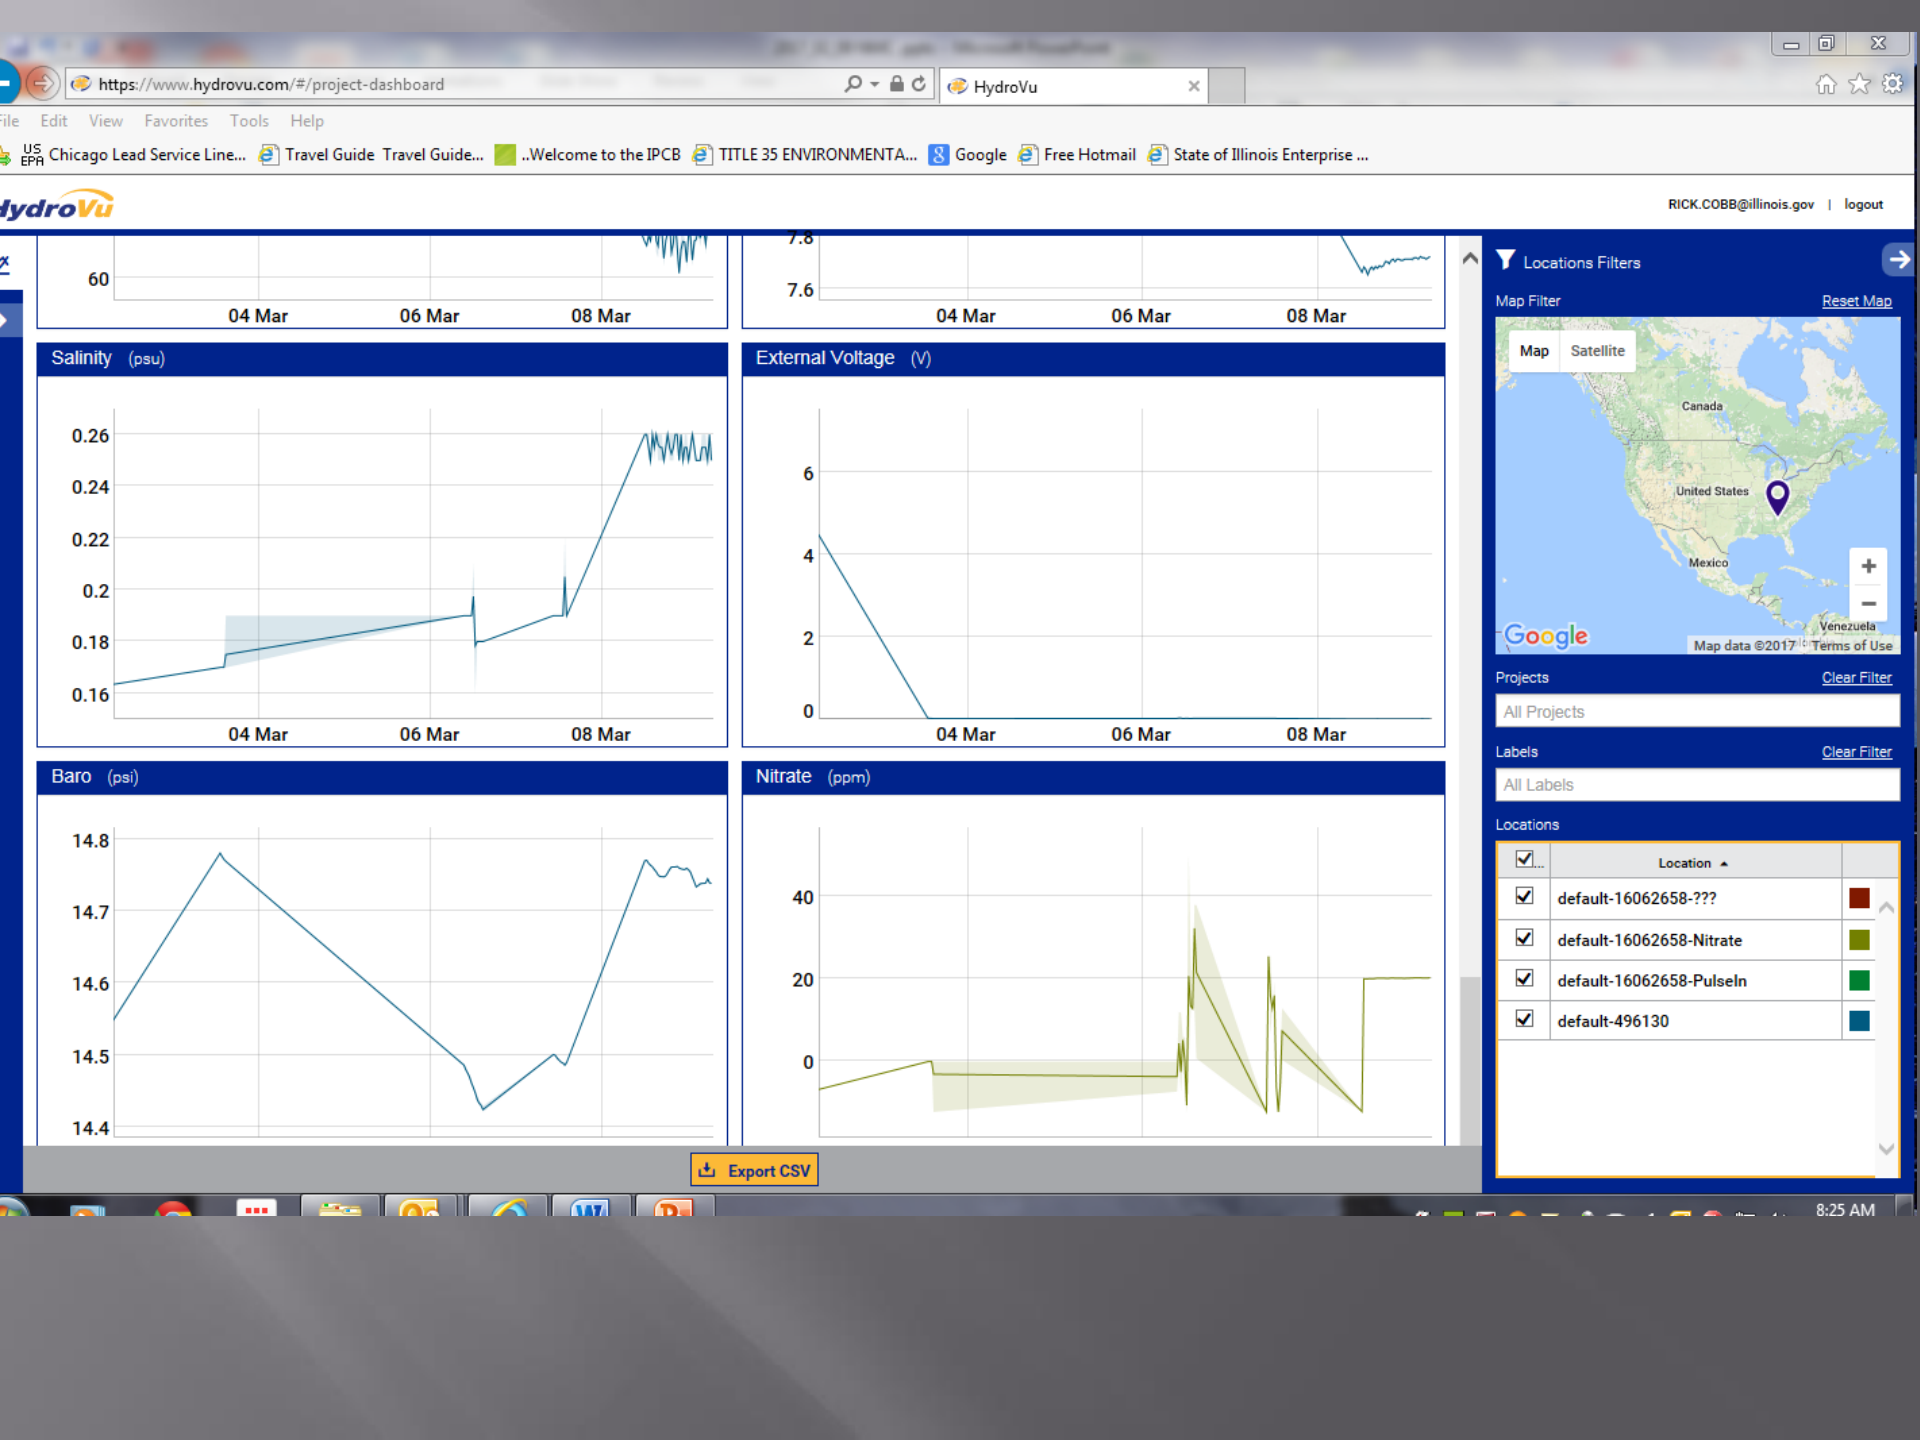 https://www.hydrovu.com/#/project-dashboard
HydroVu
File Edit View Favorites Tools Help
US EPA Chicago Lead Service Line... Travel Guide Travel Guide... ..Welcome to the IPCB TITLE 35 ENVIRONMENTA... Google Free Hotmail State of Illinois Enterprise ...
HydroVu
RICK.COBB@illinois.gov | logout
60
04 Mar 06 Mar 08 Mar
7.8
7.6
04 Mar 06 Mar 08 Mar
Salinity (psu)
0.26
0.24
0.22
0.2
0.18
0.16
04 Mar 06 Mar 08 Mar
External Voltage (V)
6
4
2
0
04 Mar 06 Mar 08 Mar
Baro (psi)
14.8
14.7
14.6
14.5
14.4
Nitrate (ppm)
40
20
0
Export CSV
Locations Filters
Map Filter Reset Map
Map Satellite
Canada
United States
Mexico
+
−
Venezuela
Google
Map data ©2017 Terms of Use
Projects Clear Filter
All Projects
Labels Clear Filter
All Labels
Locations
... Location
default-16062658-???
default-16062658-Nitrate
default-16062658-PulseIn
default-496130
8:25 AM